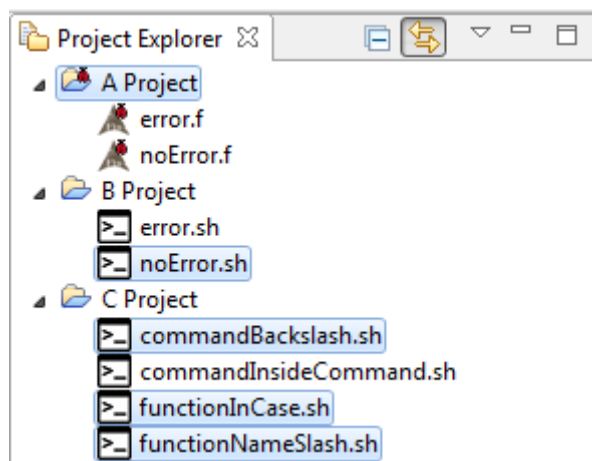 Project Explorer
A Project
error.f
noError.f
B Project
error.sh
noError.sh
C Project
commandBackslash.sh
commandInsideCommand.sh
functionInCase.sh
functionNameSlash.sh